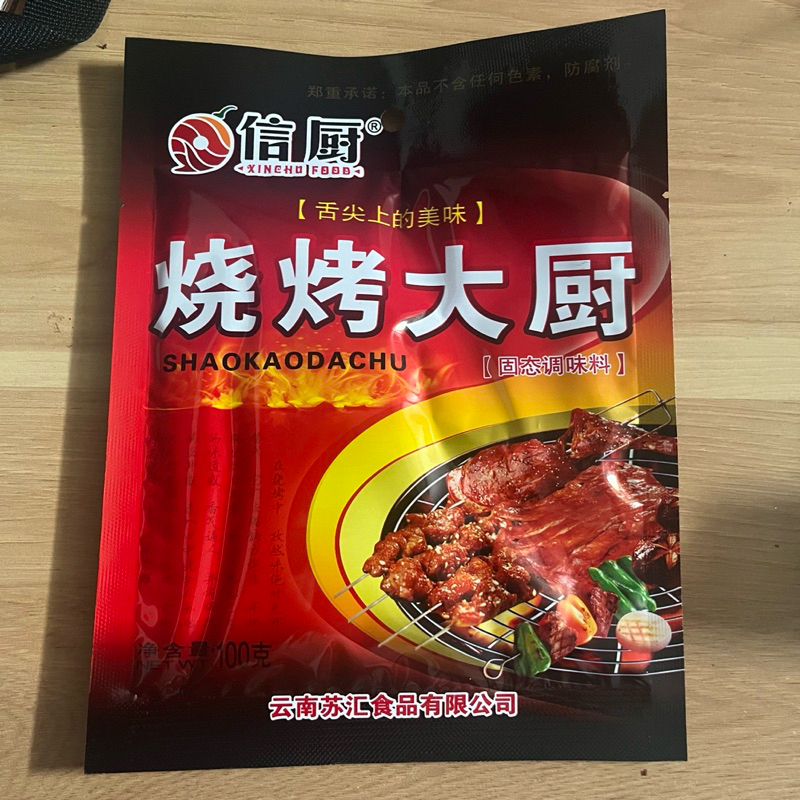 郑重承诺：本品不含任何色素，防腐剂。
信厨®
XINCHU FOOD
【舌尖上的美味】
烧烤大厨
SHAOKAODACHU
【固态调味料】
净含量
NET WT 100克
云南苏汇食品有限公司